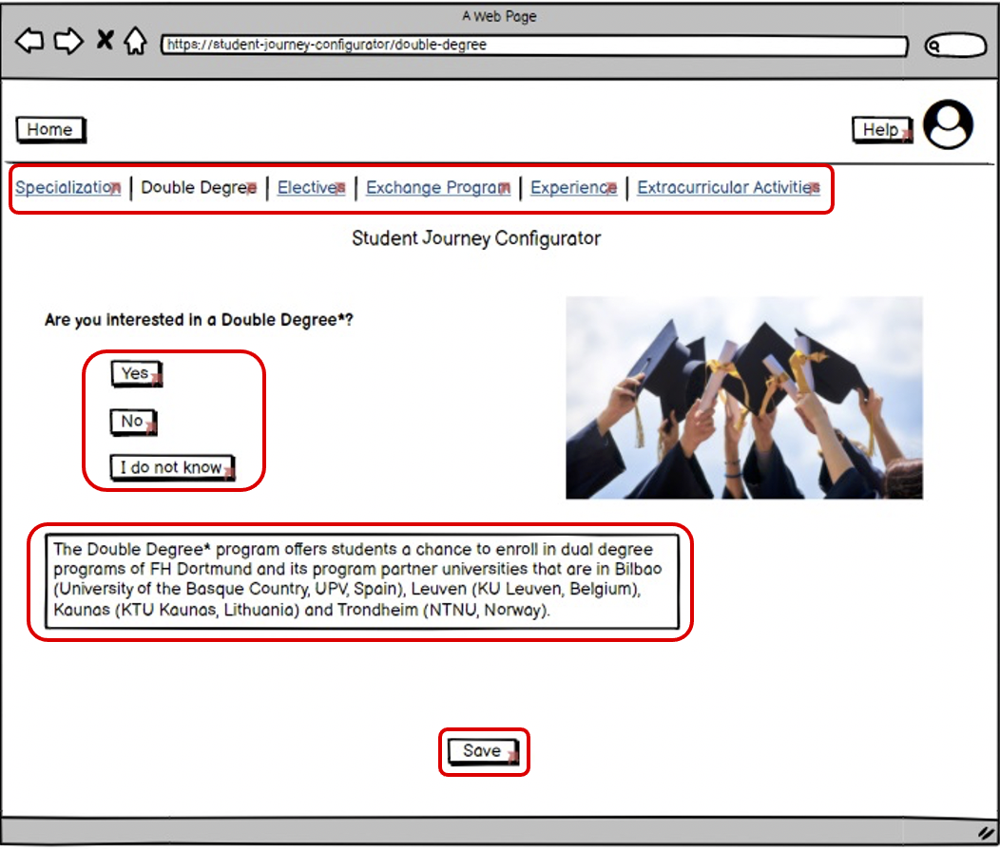 A Web Page
https://student-journey-configurator/double-degree
Home
Help
Specialization | Double Degree | Electives | Exchange Program | Experience | Extracurricular Activities
Student Journey Configurator
Are you interested in a Double Degree*?
Yes
No
I do not know
The Double Degree* program offers students a chance to enroll in dual degree
programs of FH Dortmund and its program partner universities that are in Bilbao
(University of the Basque Country, UPV, Spain), Leuven (KU Leuven, Belgium),
Kaunas (KTU Kaunas, Lithuania) and Trondheim (NTNU, Norway).
Save